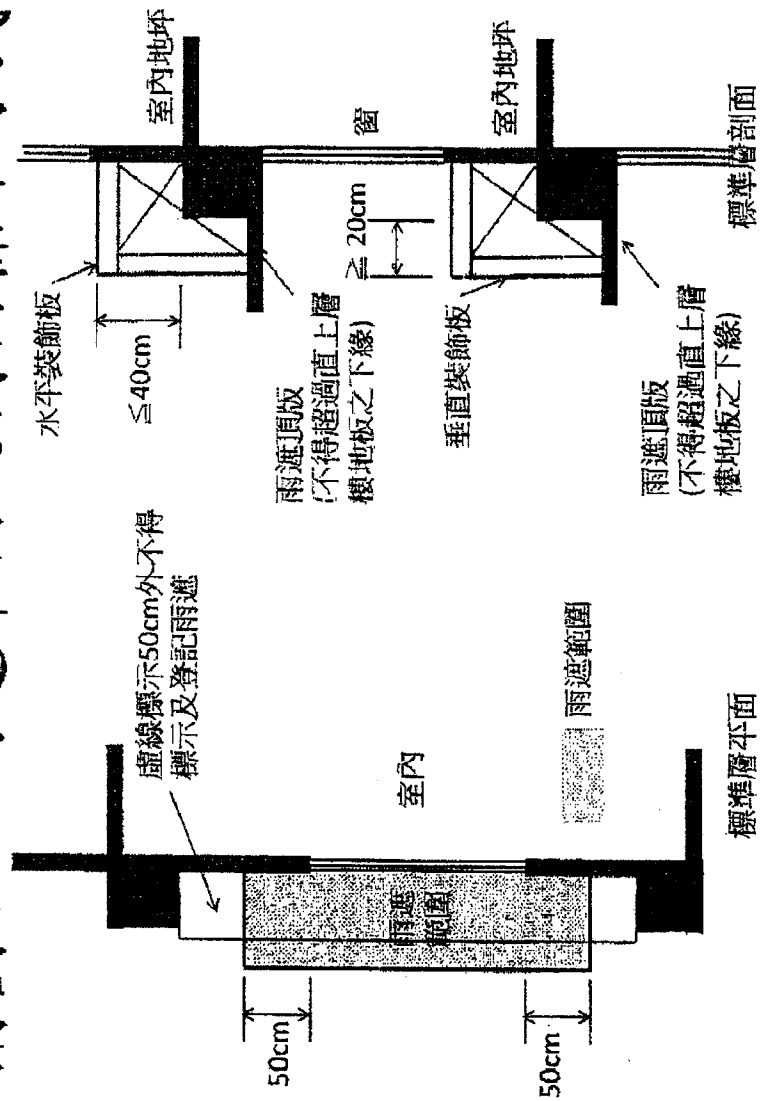 水平裝飾板
≦40cm
室內地坪
雨遮頂版
(不得超過直上層
樓地板之下緣)
窗
≧20cm
垂直裝飾板
室內地坪
雨遮頂版
(不得超過直上層
樓地板之下緣)
標準層剖面
虛線標示50cm外不得
標示及登記雨遮
50cm
雨遮
範圍
室內
50cm
雨遮範圍
標準層平面